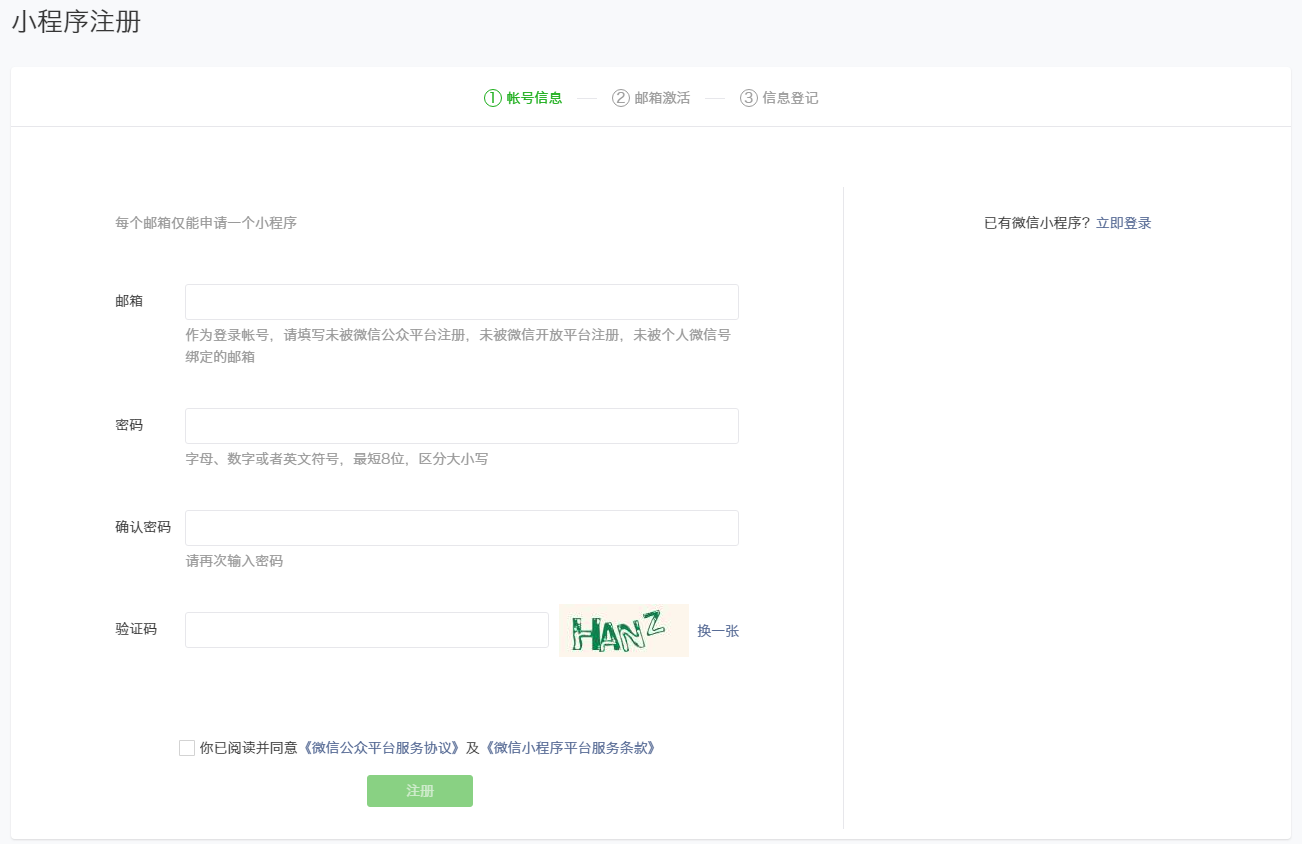 小程序注册
① 帐号信息 ② 邮箱激活 ③ 信息登记
每个邮箱仅能申请一个小程序
已有微信小程序？立即登录
邮箱
作为登录帐号，请填写未被微信公众平台注册，未被微信开放平台注册，未被个人微信号
绑定的邮箱
密码
字母、数字或者英文符号，最短8位，区分大小写
确认密码
请再次输入密码
验证码 HANZ 换一张
你已阅读并同意《微信公众平台服务协议》及《微信小程序平台服务条款》
注册